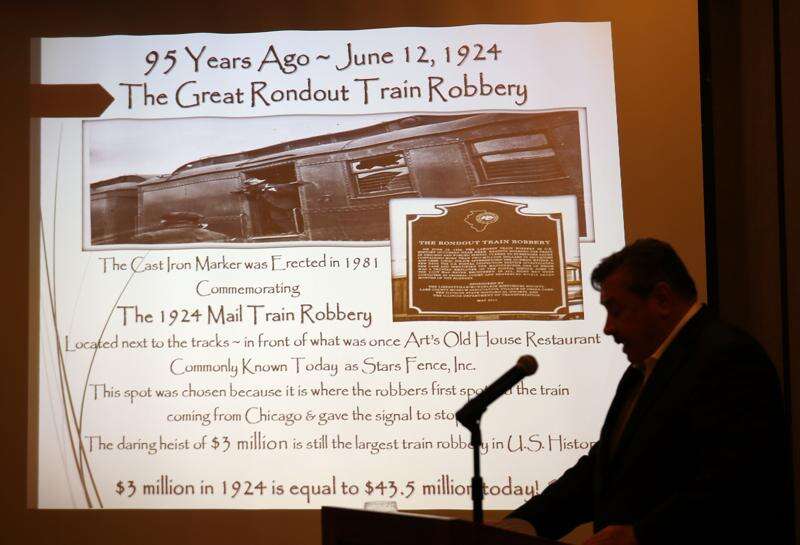 95 Years Ago ~ June 12, 1924
The Great Rondout Train Robbery
THE RONDOUT TRAIN ROBBERY
The Cast Iron Marker was Erected in 1981
Commemorating
The 1924 Mail Train Robbery
Located next to the tracks ~ in front of what was once Art's Old House Restaurant
Commonly Known Today as Stars Fence, Inc.
This spot was chosen because it is where the robbers first the train
coming from Chicago & gave the signal to
The daring heist of $3 million is still the largest train robbery in U.S.
$3 million in 1924 is equal to $43.5 million today!